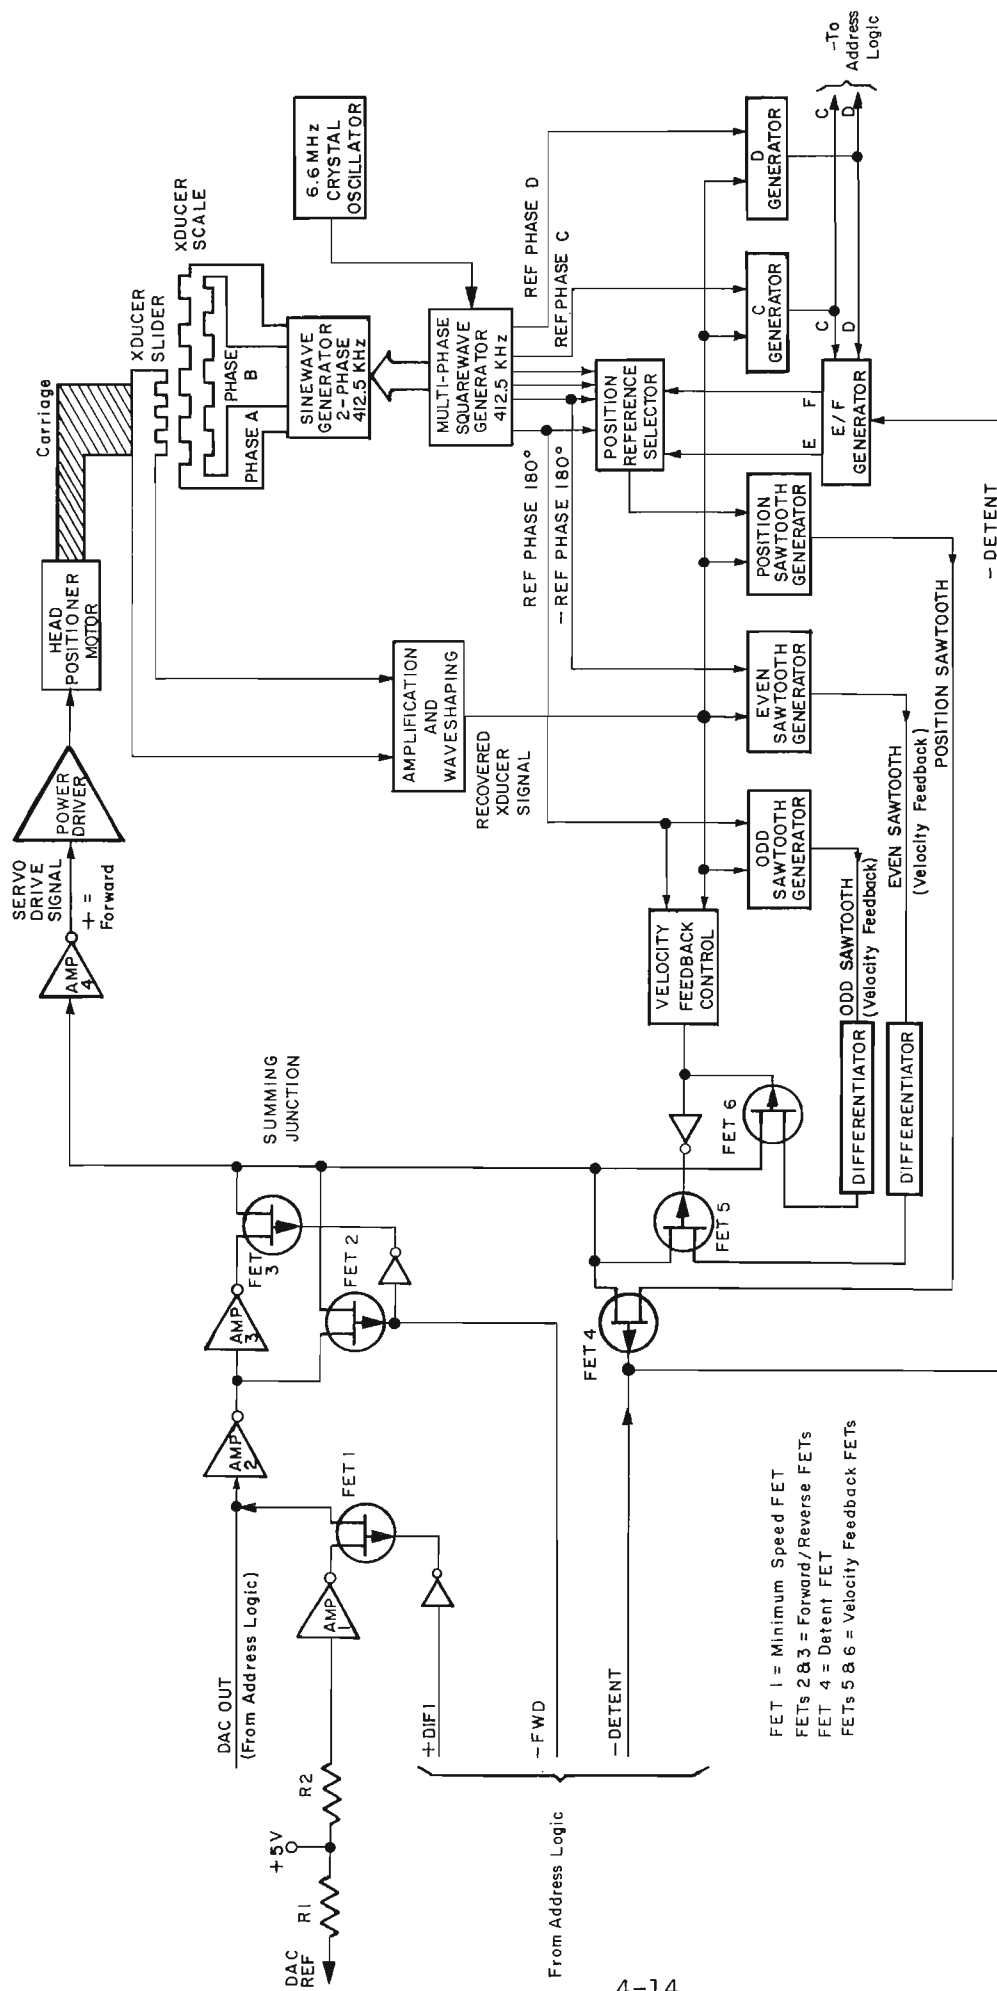 DAC
REF
R1
+5V
R2
DAC OUT
(From Address Logic)
AMP
1
FET 1
+DIF1
-FWD
-DETENT
From Address Logic
AMP
2
AMP
3
FET
3
FET 2
SUMMING
JUNCTION
AMP
4
SERVO
DRIVE
SIGNAL
+ =
Forward
POWER
DRIVER
HEAD
POSITIONER
MOTOR
Carriage
XDUCER
SLIDER
XDUCER
SCALE
PHASE A
PHASE
B
SINEWAVE
GENERATOR
2-PHASE
412.5 KHz
6.6 MHz
CRYSTAL
OSCILLATOR
MULTI-PHASE
SQUAREWAVE
GENERATOR
412.5 KHz
AMPLIFICATION
AND
WAVESHAPING
RECOVERED
XDUCER
SIGNAL
REF PHASE 180°
-REF PHASE 180°
REF PHASE D
REF PHASE C
POSITION
REFERENCE
SELECTOR
FET 4
FET 5
FET 6
VELOCITY
FEEDBACK
CONTROL
ODD
SAWTOOTH
GENERATOR
EVEN
SAWTOOTH
GENERATOR
POSITION
SAWTOOTH
GENERATOR
E F
E/F
GENERATOR
C
D
C
GENERATOR
D
GENERATOR
C
D
-To
Address
Logic
DIFFERENTIATOR
DIFFERENTIATOR
ODD SAWTOOTH
(Velocity Feedback)
EVEN SAWTOOTH
(Velocity Feedback)
POSITION SAWTOOTH
-DETENT
FET 1 = Minimum Speed FET
FETs 2 & 3 = Forward/Reverse FETs
FET 4 = Detent FET
FETs 5 & 6 = Velocity Feedback FETs
4-14